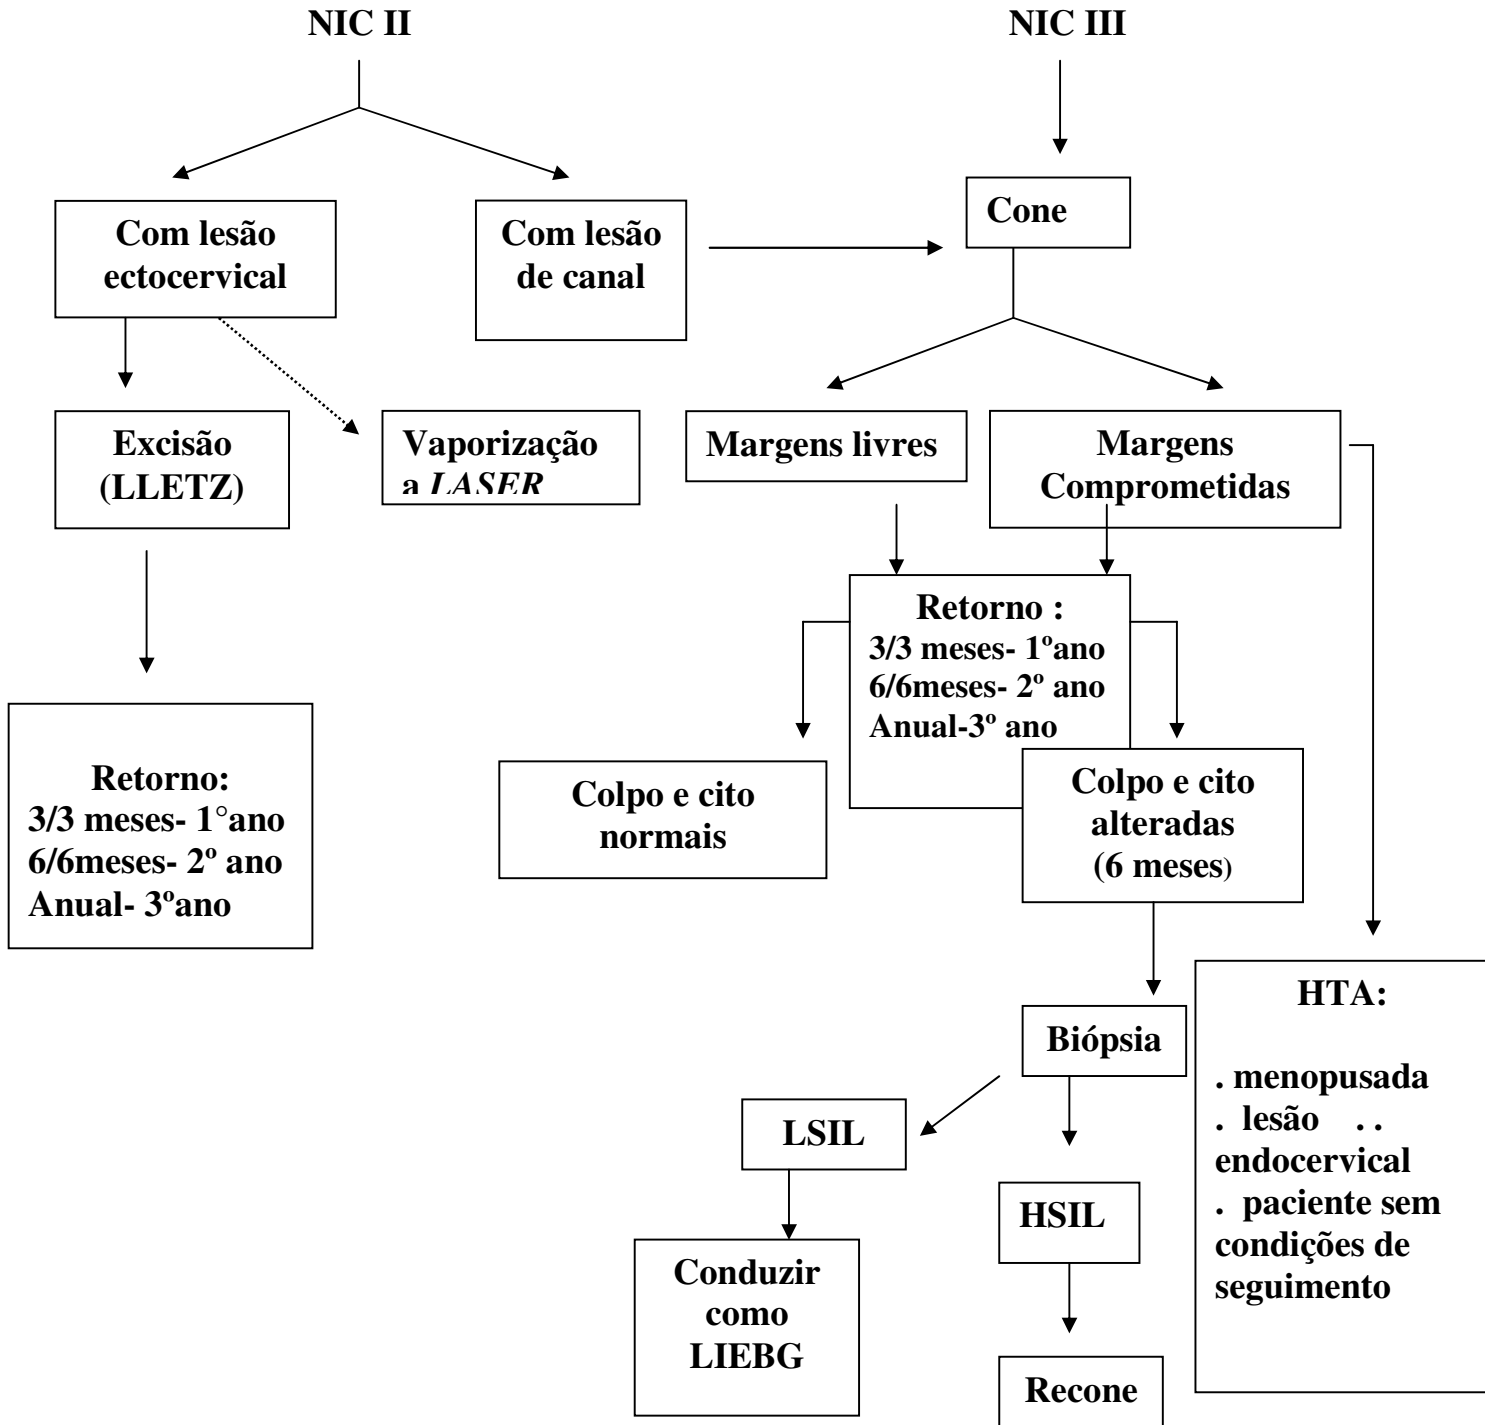 NIC II
NIC III
Com lesão
ectocervical
Com lesão
de canal
Cone
Excisão
(LLETZ)
Vaporização
a LASER
Margens livres
Margens
Comprometidas
Retorno :
3/3 meses- 1ºano
6/6meses- 2º ano
Anual-3º ano
Retorno:
3/3 meses- 1°ano
6/6meses- 2º ano
Anual- 3ºano
Colpo e cito
normais
Colpo e cito
alteradas
(6 meses)
Biópsia
HTA:
. menopusada
. lesão . .
endocervical
. paciente sem
condições de
seguimento
LSIL
HSIL
Conduzir
como
LIEBG
Recone